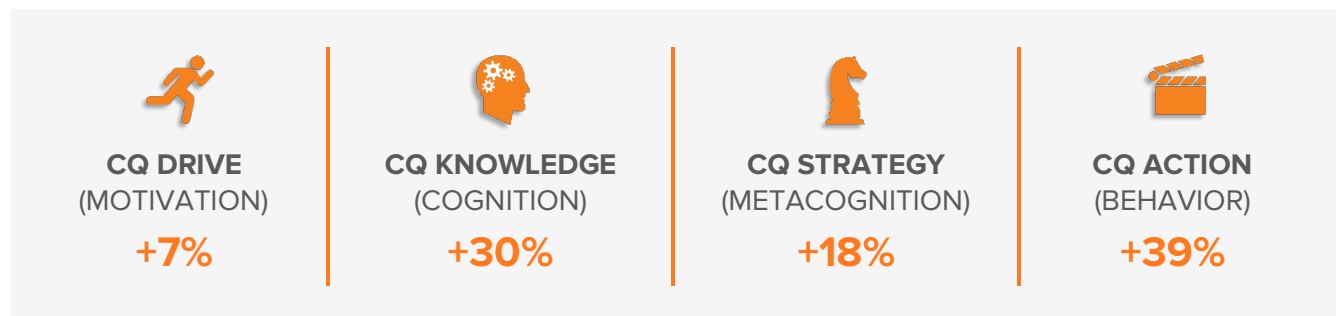 CQ DRIVE
(MOTIVATION)
+7%
CQ KNOWLEDGE
(COGNITION)
+30%
CQ STRATEGY
(METACOGNITION)
+18%
CQ ACTION
(BEHAVIOR)
+39%